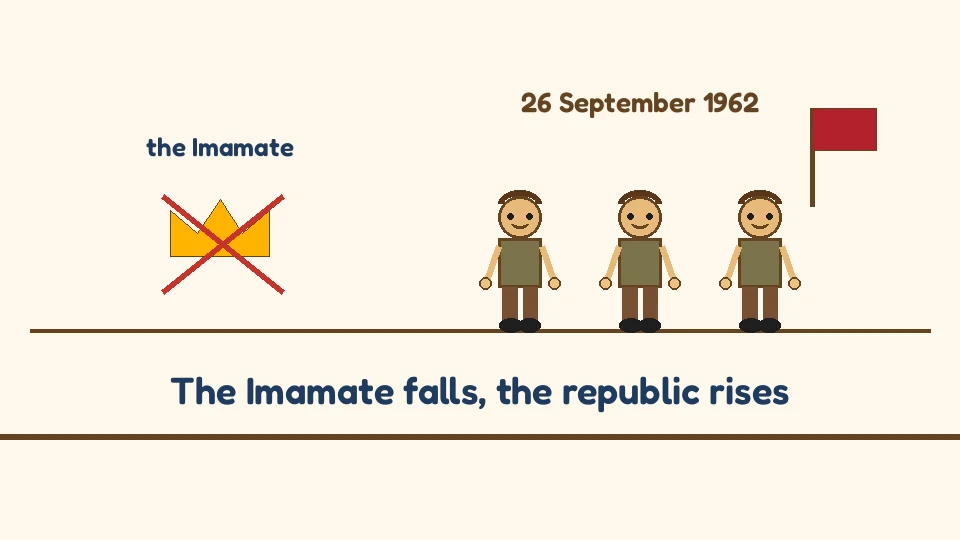 26 September 1962
the Imamate
The Imamate falls, the republic rises